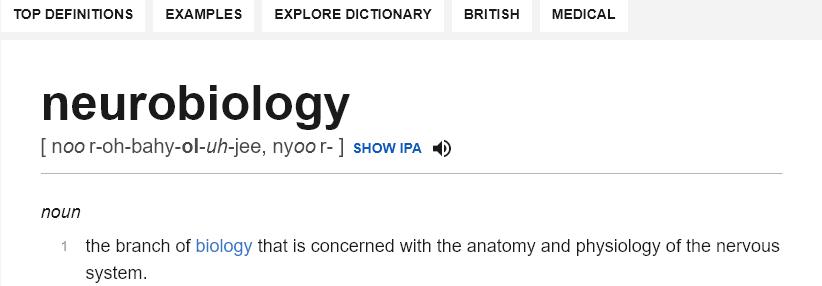 TOP DEFINITIONS EXAMPLES EXPLORE DICTIONARY BRITISH MEDICAL
neurobiology
[ noo r-oh-bahy-ol-uh-jee, nyoo r- ] SHOW IPA
noun
1 the branch of biology that is concerned with the anatomy and physiology of the nervous
system.